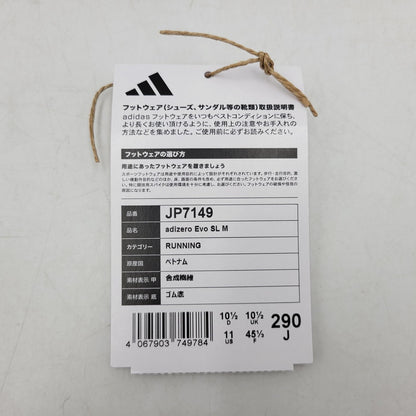 フットウェア（シューズ、サンダル等の靴類）取扱説明書
adidas フットウェアをいつもベストコンディションに保ち、
より長くお使い頂けるように、使用上の注意やお手入れの
方法などを集めました。ご使用前に必ずお読みください。
フットウェアの選び方
用途にあったフットウェアを履きましょう
品番 JP7149
品名 adizero Evo SL M
カテゴリー RUNNING
原産国 ベトナム
素材表示 甲 合成繊維
素材表示 底 ゴム底
10½ D 10½ UK 290 J
11 US 45⅓ F
4 067903 749784